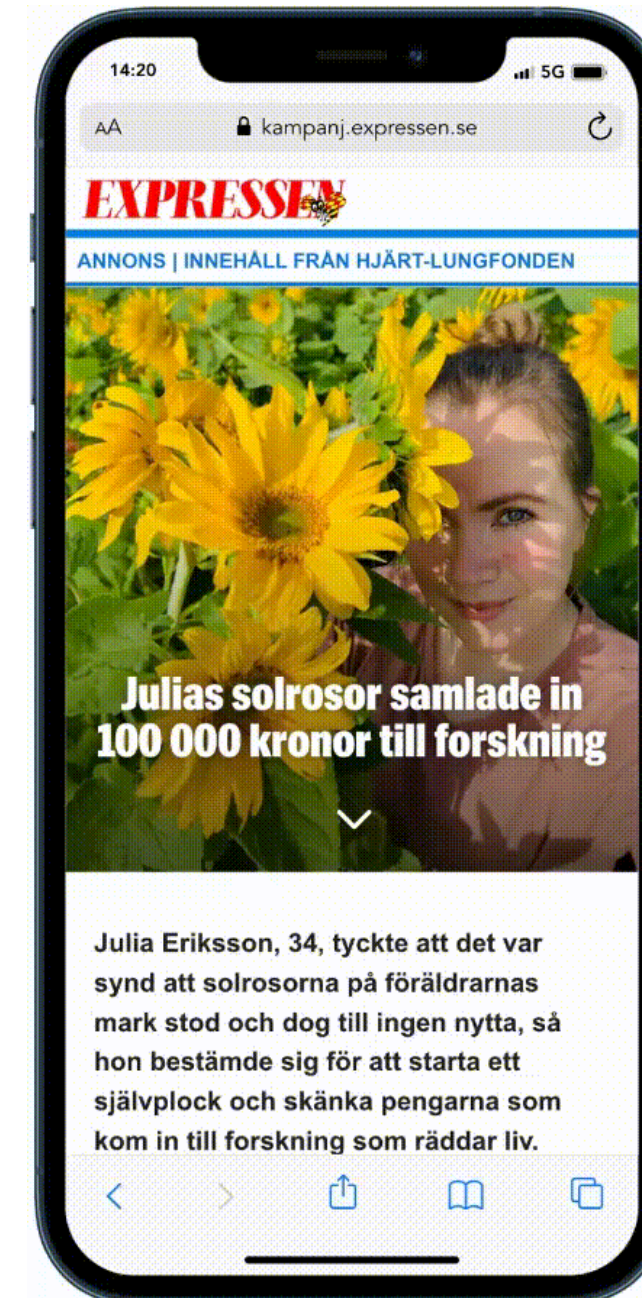 14:20
5G
AA
kampanj.expressen.se
EXPRESSEN
ANNONS | INNEHÅLL FRÅN HJÄRT-LUNGFONDEN
Julias solrosor samlade in
100 000 kronor till forskning
Julia Eriksson, 34, tyckte att det var
synd att solrosorna på föräldrarnas
mark stod och dog till ingen nytta, så
hon bestämde sig för att starta ett
självplock och skänka pengarna som
kom in till forskning som räddar liv.